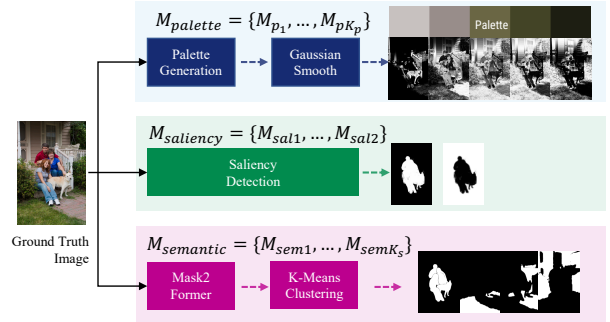 M_palette = {M_p_1, ... , M_pK_p}
Palette
Palette
Generation
Gaussian
Smooth
M_saliency = {M_sal1, ... , M_sal2}
Saliency
Detection
Ground Truth
Image
M_semantic = {M_sem1, ... , M_semK_s}
Mask2
Former
K-Means
Clustering